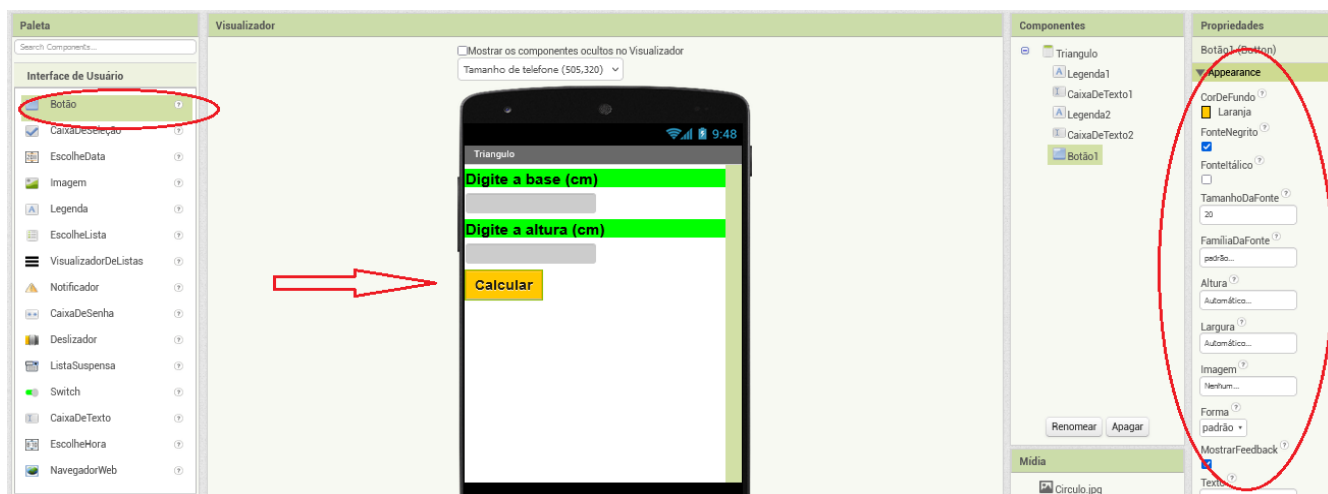 Paleta
Search Components...
Interface de Usuário
Botão
CaixaDeSeleção
EscolheData
Imagem
Legenda
EscolheLista
VisualizadorDeListas
Notificador
CaixaDeSenha
Deslizador
ListaSuspensa
Switch
CaixaDeTexto
EscolheHora
NavegadorWeb
Visualizador
Mostrar os componentes ocultos no Visualizador
Tamanho de telefone (505,320)
9:48
Triangulo
Digite a base (cm)
Digite a altura (cm)
Calcular
Componentes
Triangulo
Legenda1
CaixaDeTexto1
Legenda2
CaixaDeTexto2
Botão1
Renomear Apagar
Mídia
Circulo.jpg
Propriedades
Botão1 (Button)
Appearance
CorDeFundo
Laranja
FonteNegrito
FonteItálico
TamanhoDaFonte
20
FamíliaDaFonte
padrão...
Altura
Automático...
Largura
Automático...
Imagem
Nenhum...
Forma
padrão
MostrarFeedback
Texto